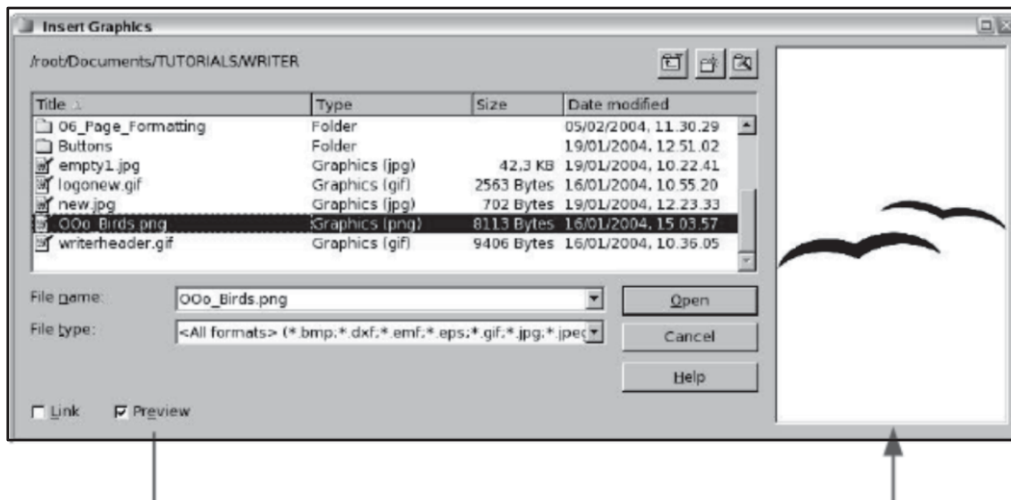 Insert Graphics
/root/Documents/TUTORIALS/WRITER
Title Type Size Date modified
06_Page_Formatting Folder 05/02/2004, 11.30.29
Buttons Folder 19/01/2004, 12.51.02
empty1.jpg Graphics (jpg) 42,3 KB 19/01/2004, 10.22.41
logonew.gif Graphics (gif) 2563 Bytes 16/01/2004, 10.55.20
new.jpg Graphics (jpg) 702 Bytes 19/01/2004, 12.23.33
OOo_Birds.png Graphics (png) 8113 Bytes 16/01/2004, 15.03.57
writerheader.gif Graphics (gif) 9406 Bytes 16/01/2004, 10.36.05
File name: OOo_Birds.png Open
File type: <All formats> (*.bmp;*.dxf;*.emf;*.eps;*.gif;*.jpg;*.jpeg Cancel
Help
Link Preview